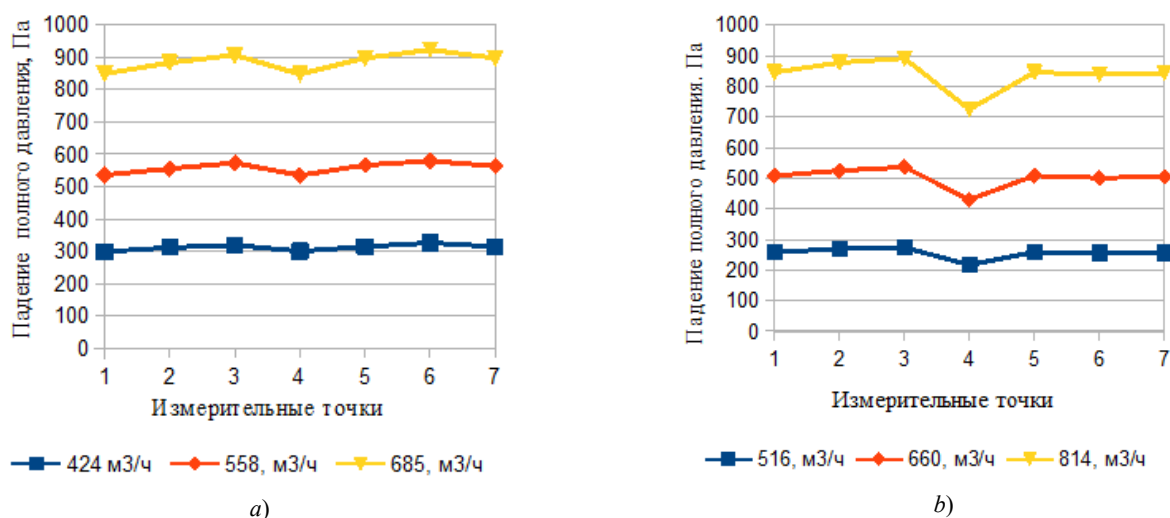 Падение полного давления, Па
1000
900
800
700
600
500
400
300
200
100
0
1 2 3 4 5 6 7
Измерительные точки
424 м3/ч 558, м3/ч 685, м3/ч
a)
Падение полного давления. Па
1000
900
800
700
600
500
400
300
200
100
0
1 2 3 4 5 6 7
Измерительные точки
516, м3/ч 660, м3/ч 814, м3/ч
b)